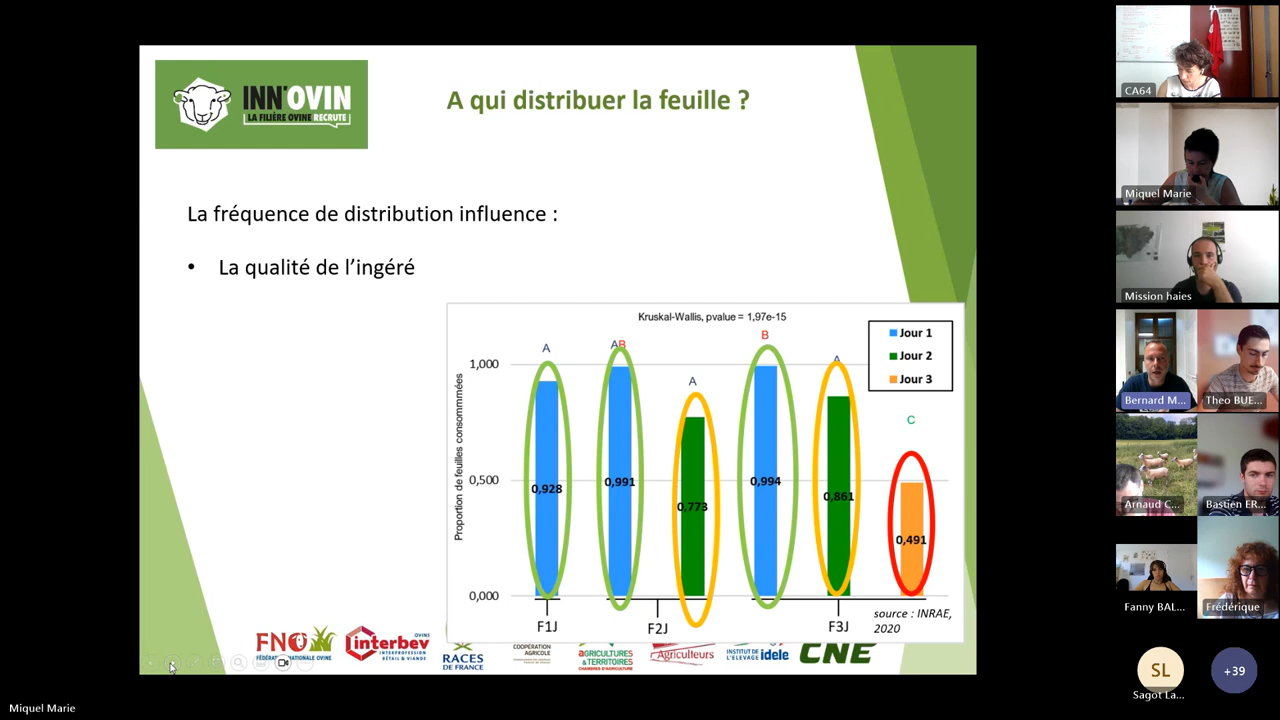 INN'OVIN
LA FILIÈRE OVINE RECRUTE
A qui distribuer la feuille ?
La fréquence de distribution influence :
• La qualité de l'ingéré
Kruskal-Wallis, pvalue = 1,97e-15
Jour 1
Jour 2
Jour 3
Proportion de feuilles consommmées
1,000
0,500
0,000
A
AB
A
B
A
C
0,928
0,991
0,773
0,994
0,861
0,491
F1J
F2J
F3J
source : INRAE,
2020
FNO
FÉDÉRATION NATIONALE OVINE
interbev
OVINS
INTERPROFESSION
BÉTAIL & VIANDE
RACES
DE FRANCE
COOPÉRATION
AGRICOLE
AGRICULTURES
& TERRITOIRES
CHAMBRES D'AGRICULTURE
Agriculteurs
INSTITUT DE
L'ELEVAGE idele
CNE
Miquel Marie
CA64
Miquel Marie
Mission haies
Bernard M...
Theo BUE...
Arnaud C...
Bastien ER...
Fanny BAL...
Frédérique
SL
Sagot La...
+39